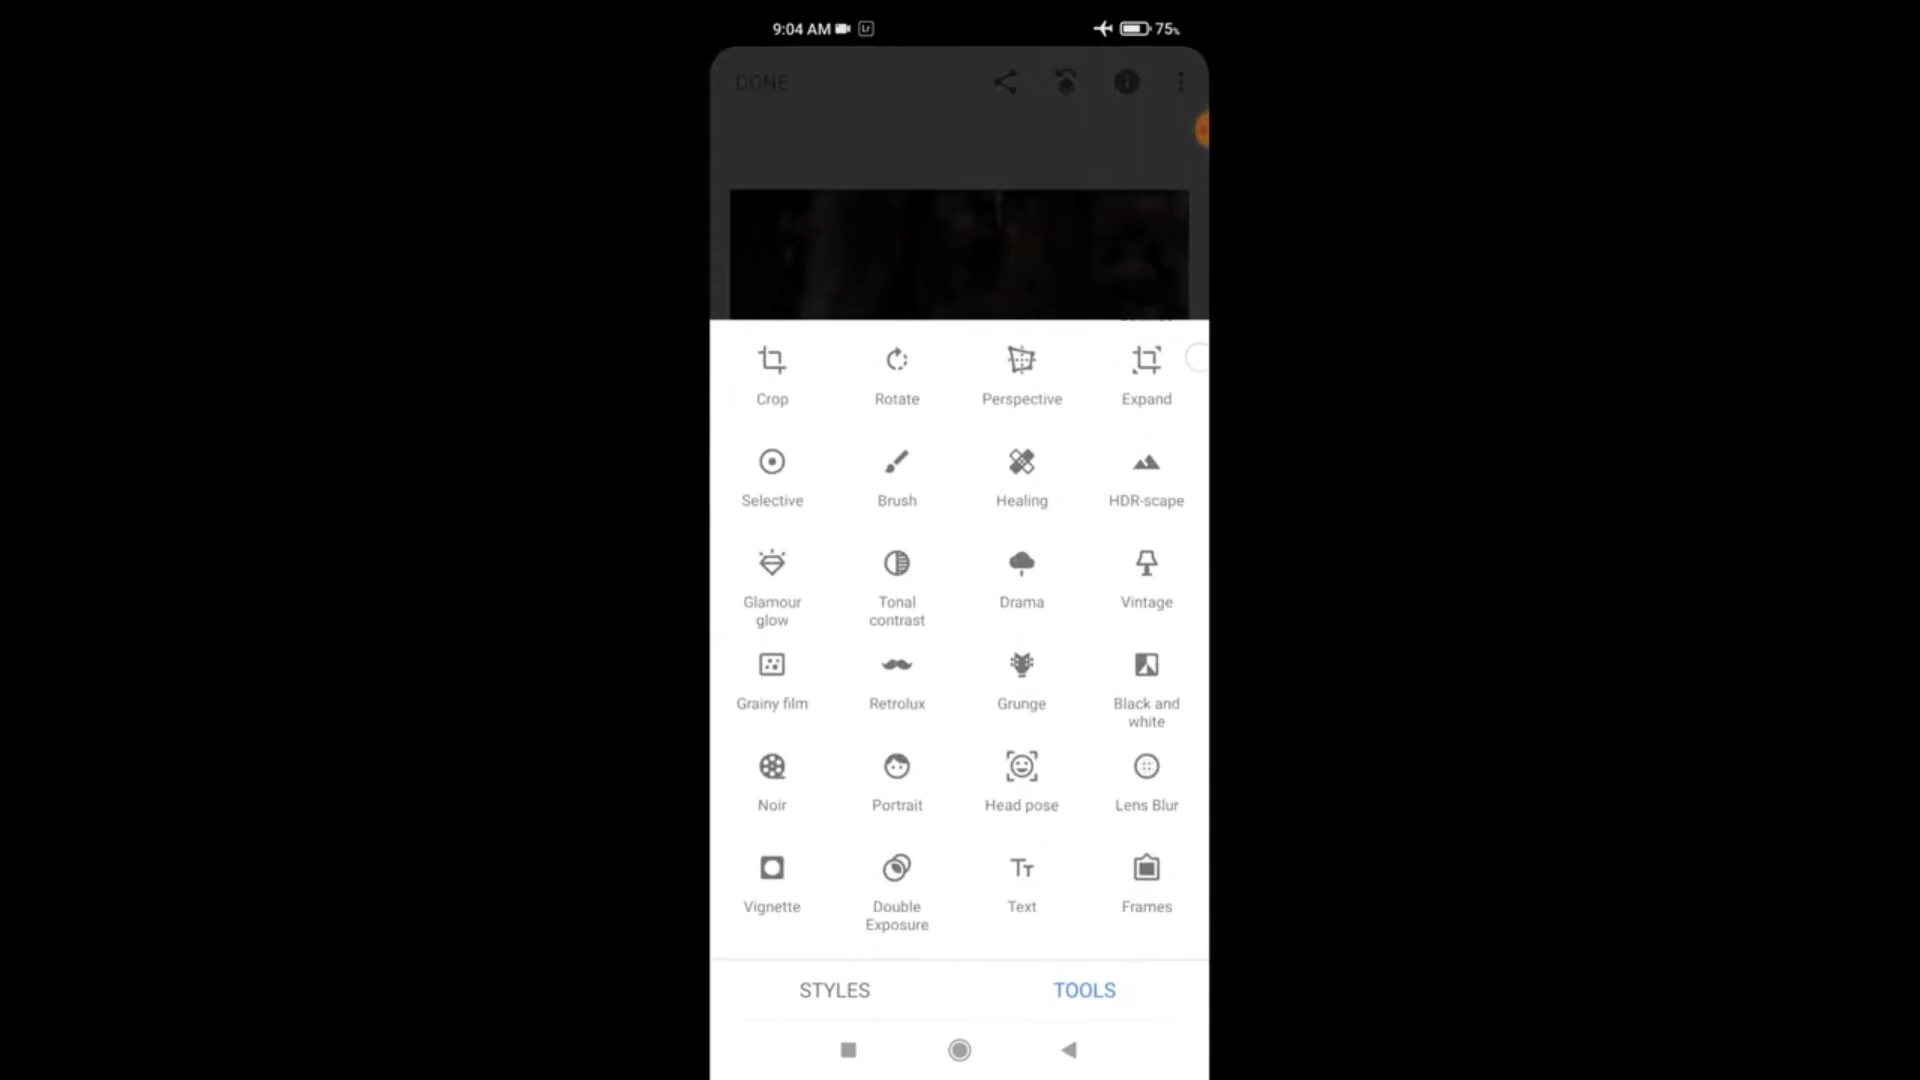 9:04 AM Lr 75%
DONE
Crop Rotate Perspective Expand
Selective Brush Healing HDR-scape
Glamour glow
Tonal contrast
Drama Vintage
Grainy film Retrolux Grunge
Black and white
Noir Portrait Head pose Lens Blur
Vignette
Double Exposure
Tт
Text Frames
STYLES TOOLS